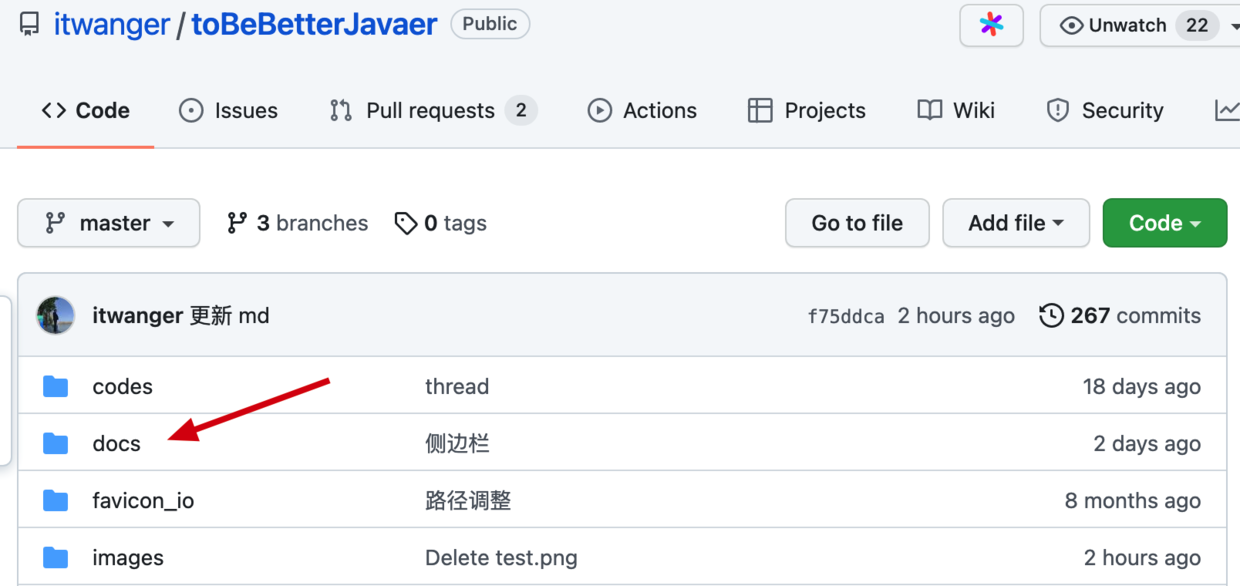 itwanger / toBeBetterJavaer Public Unwatch 22
Code Issues Pull requests 2 Actions Projects Wiki Security
master 3 branches 0 tags Go to file Add file Code
itwanger 更新 md f75ddca 2 hours ago 267 commits
codes thread 18 days ago
docs 侧边栏 2 days ago
favicon_io 路径调整 8 months ago
images Delete test.png 2 hours ago